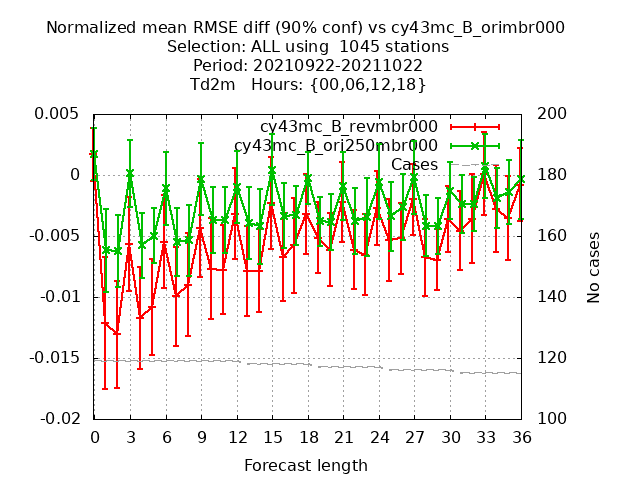 Normalized mean RMSE diff (90% conf) vs cy43mc_B_orimbr000
Selection: ALL using  1045 stations
Period: 20210922-20211022
Td2m   Hours: {00,06,12,18}
cy43mc_B_revmbr000
cy43mc_B_ori250mbr000
Cases
0.005
0
-0.005
-0.01
-0.015
-0.02
200
180
160
140
120
100
No cases
0 3 6 9 12 15 18 21 24 27 30 33 36
Forecast length